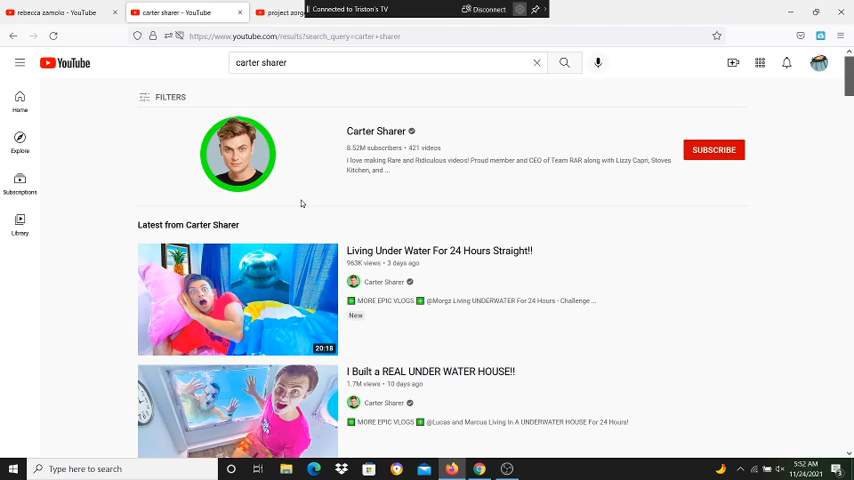 rebecca zamolo - YouTube
carter sharer - YouTube
project zorg
Connected to Triston's TV
Disconnect
https://www.youtube.com/results?search_query=carter+sharer
YouTube
carter sharer
Home
Explore
Subscriptions
Library
FILTERS
Carter Sharer
8.52M subscribers • 421 videos
I love making Rare and Ridiculous videos! Proud member and CEO of Team RAR along with Lizzy Capri, Stoves
Kitchen, and ...
SUBSCRIBE
Latest from Carter Sharer
Living Under Water For 24 Hours Straight!!
963K views • 3 days ago
Carter Sharer
MORE EPIC VLOGS @Morgz Living UNDERWATER For 24 Hours - Challenge ...
New
20:18
I Built a REAL UNDER WATER HOUSE!!
1.7M views • 10 days ago
Carter Sharer
MORE EPIC VLOGS @Lucas and Marcus Living In A UNDERWATER HOUSE For 24 Hours!
Type here to search
5:52 AM
11/24/2021
3